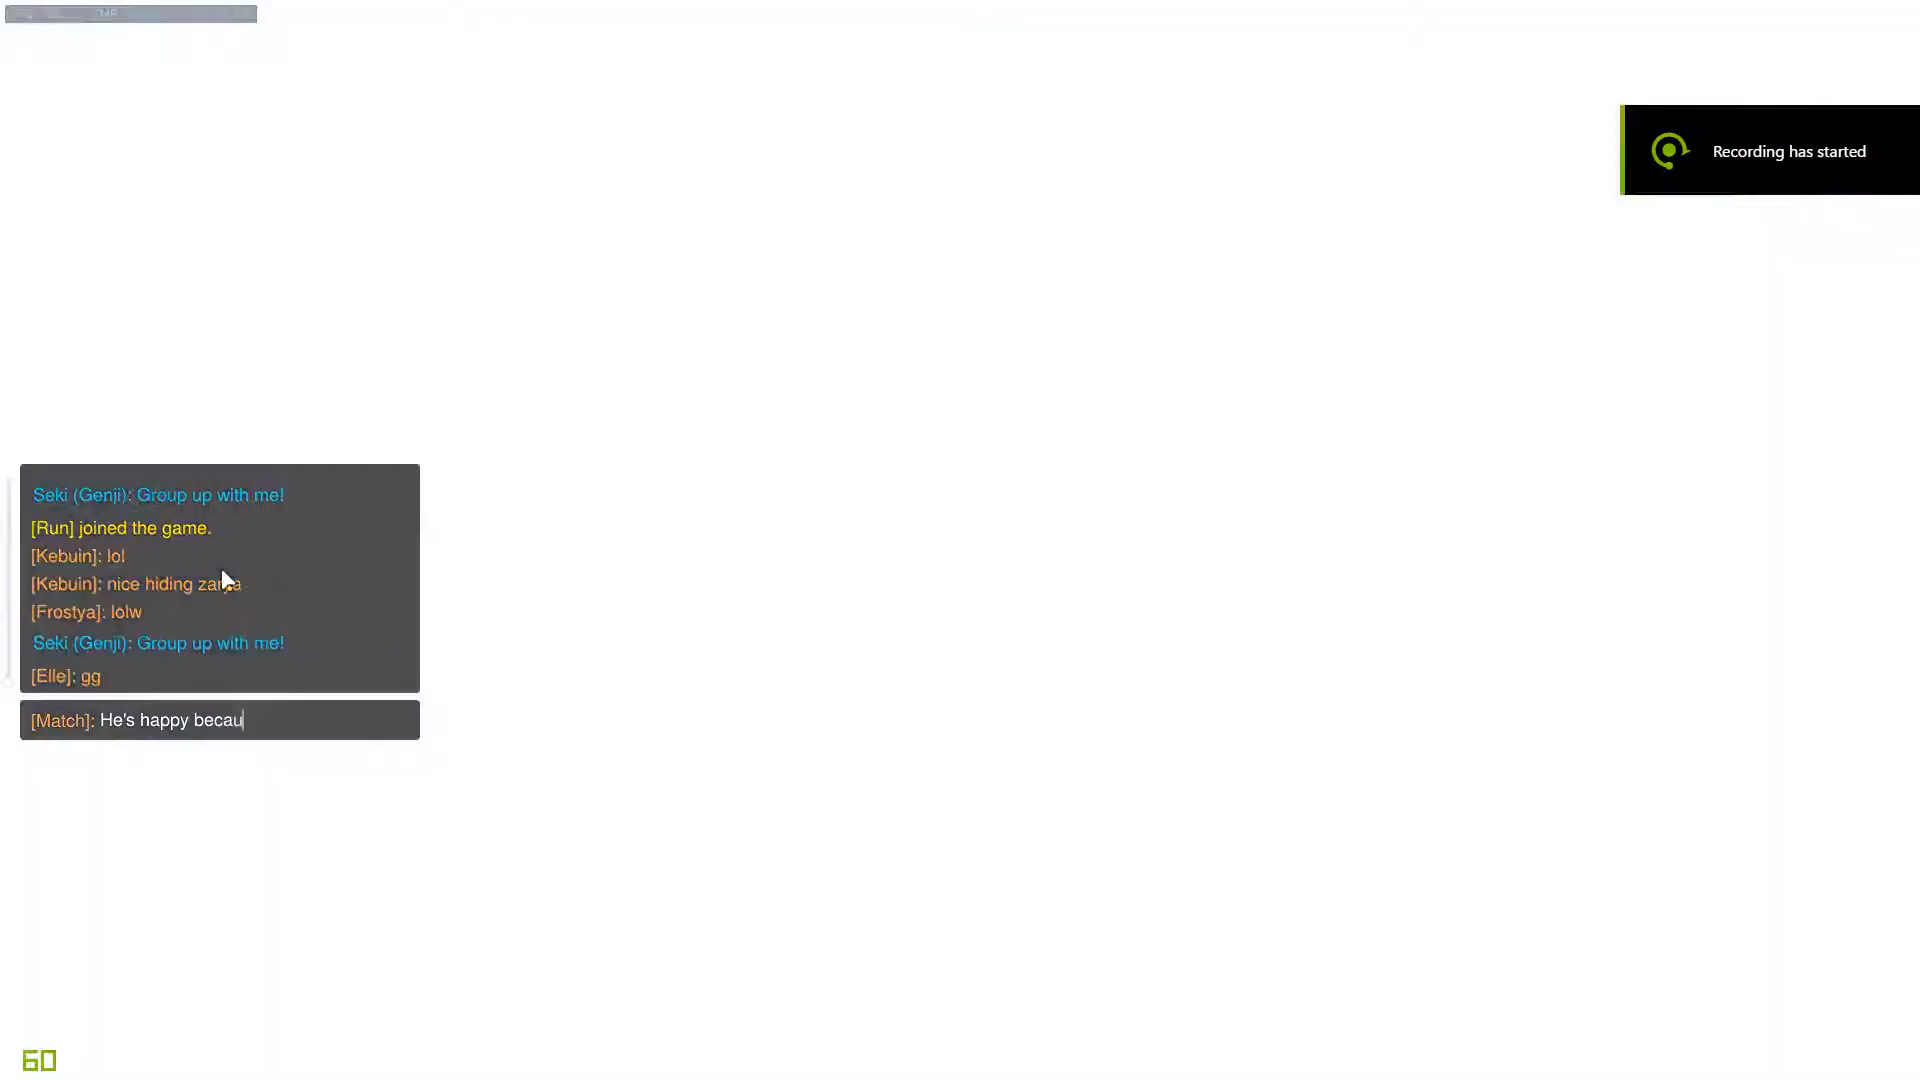 Recording has started
Seki (Genji): Group up with me!
[Run] joined the game.
[Kebuin]: lol
[Kebuin]: nice hiding zarya
[Frostya]: lolw
Seki (Genji): Group up with me!
[Elle]: gg
[Match]: He's happy becau
60